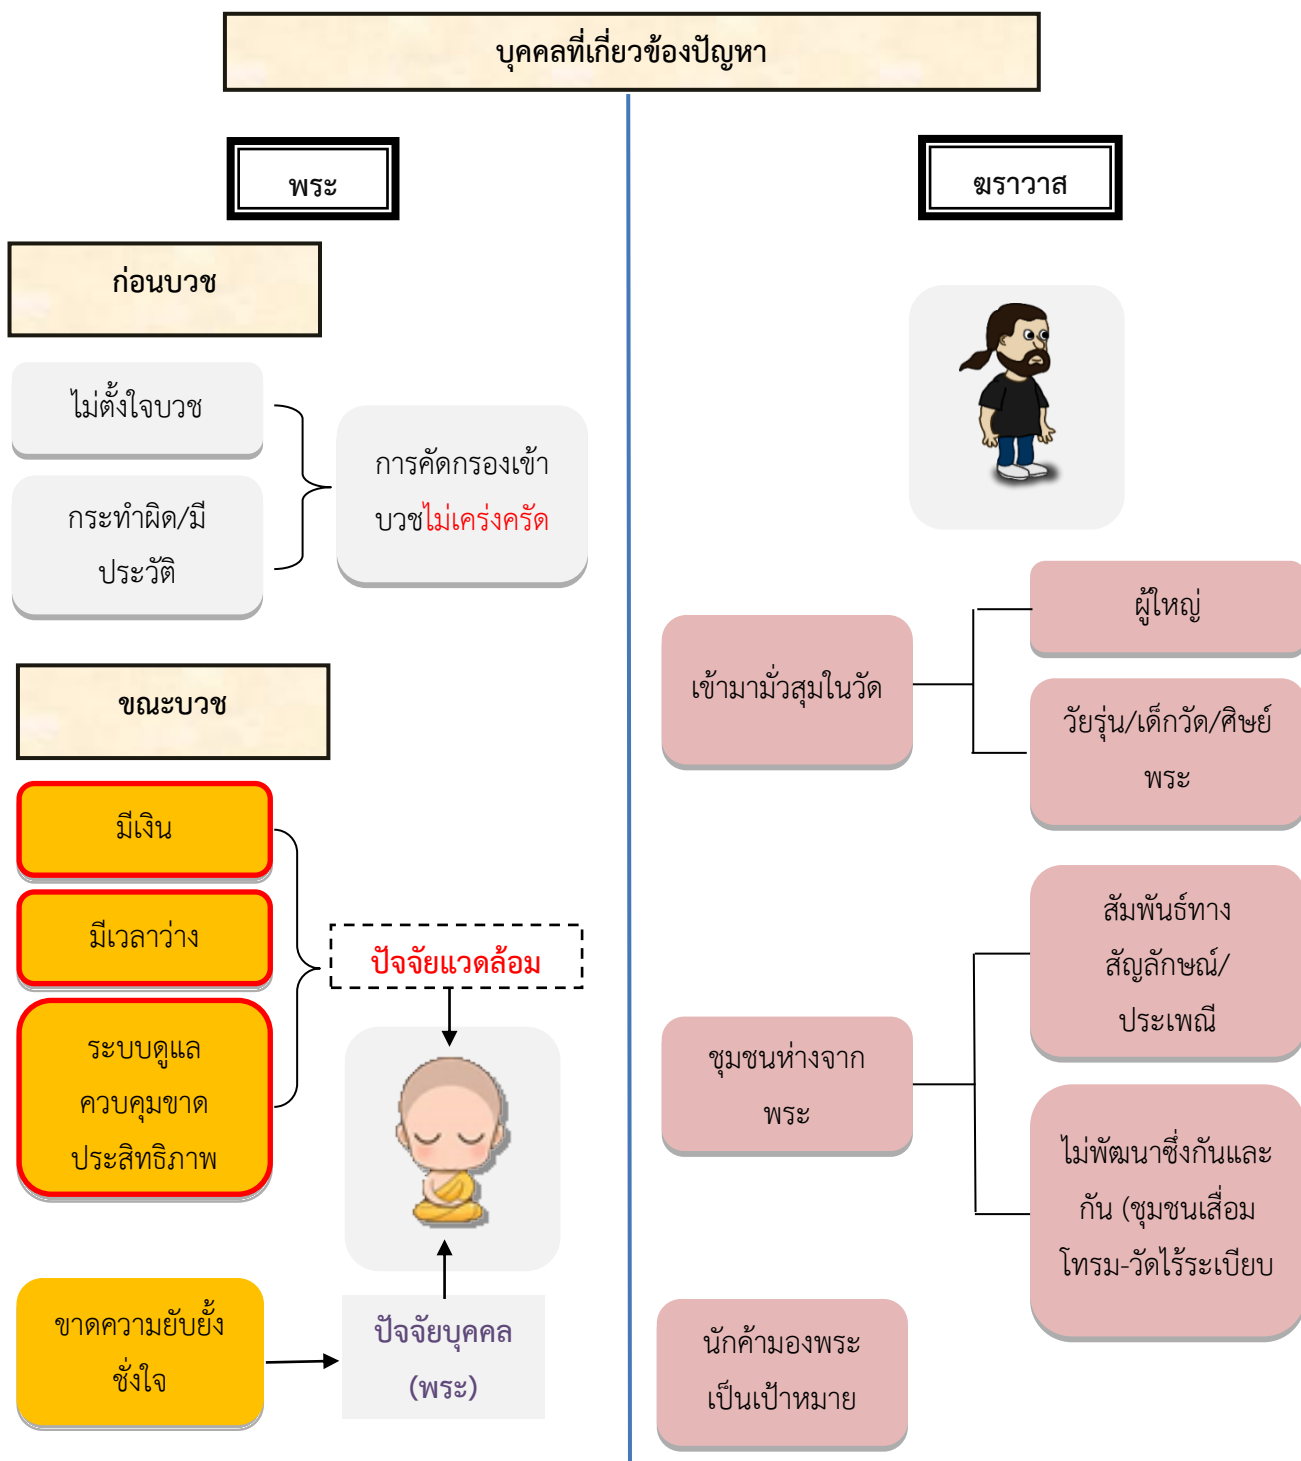 บุคคลที่เกี่ยวข้องปัญหา
พระ
ก่อนบวช
ไม่ตั้งใจบวช
กระทำผิด/มี
ประวัติ
การคัดกรองเข้า
บวชไม่เคร่งครัด
ขณะบวช
มีเงิน
มีเวลาว่าง
ระบบดูแล
ควบคุมขาด
ประสิทธิภาพ
ปัจจัยแวดล้อม
ขาดความยับยั้ง
ชั่งใจ
ปัจจัยบุคคล
(พระ)
ฆราวาส
เข้ามามั่วสุมในวัด
ผู้ใหญ่
วัยรุ่น/เด็กวัด/ศิษย์
พระ
ชุมชนห่างจาก
พระ
สัมพันธ์ทาง
สัญลักษณ์/
ประเพณี
ไม่พัฒนาซึ่งกันและ
กัน (ชุมชนเสื่อม
โทรม-วัดไร้ระเบียบ
นักค้ามองพระ
เป็นเป้าหมาย